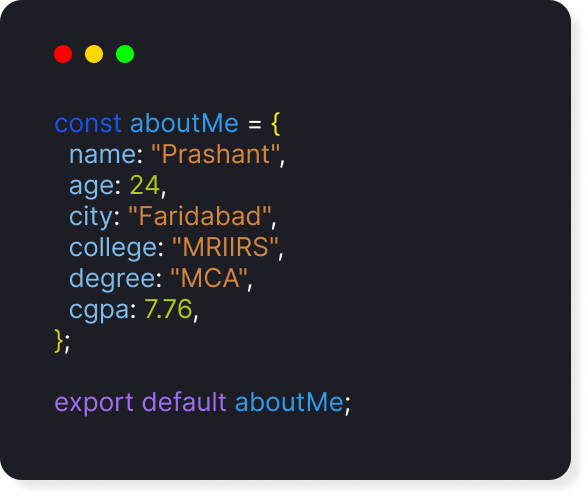 const aboutMe = {
  name: "Prashant",
  age: 24,
  city: "Faridabad",
  college: "MRIIRS",
  degree: "MCA",
  cgpa: 7.76,
};
export default aboutMe;